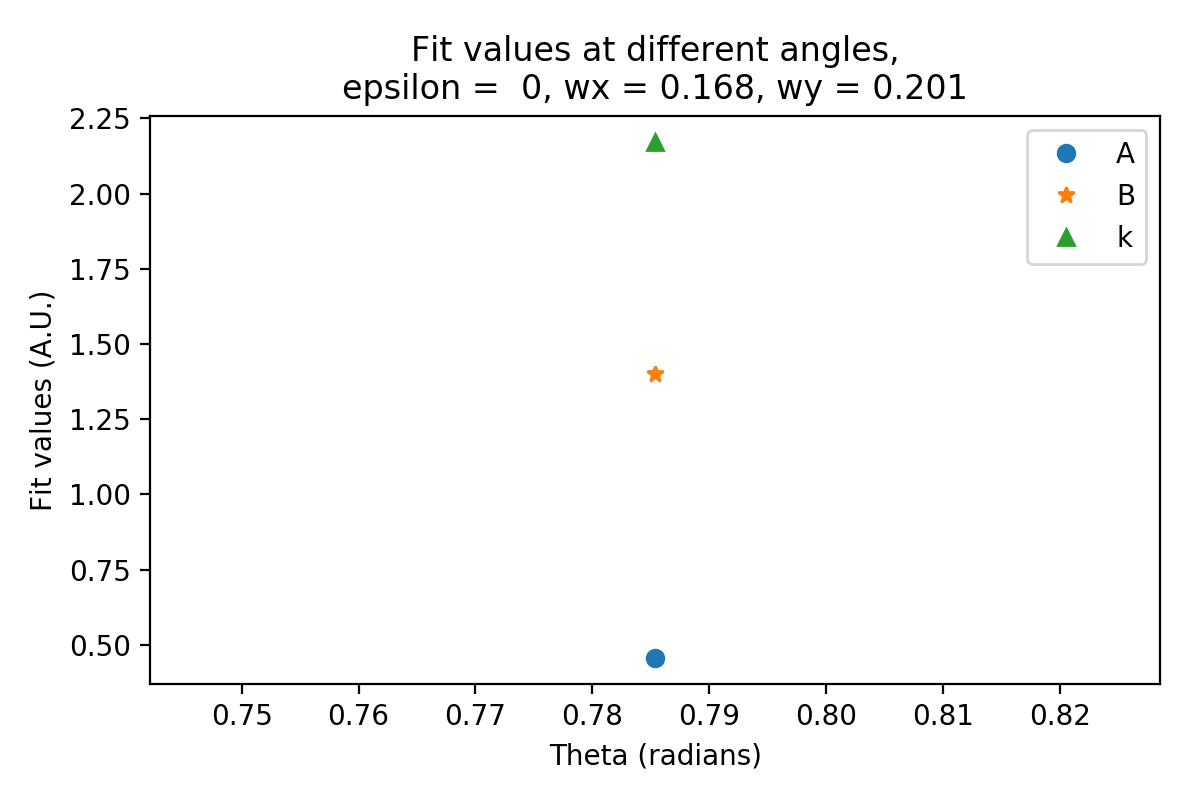 Fit values at different angles,
epsilon =  0, wx = 0.168, wy = 0.201
2.25
2.00
1.75
1.50
1.25
1.00
0.75
0.50
Fit values (A.U.)
A
B
k
0.75 0.76 0.77 0.78 0.79 0.80 0.81 0.82
Theta (radians)